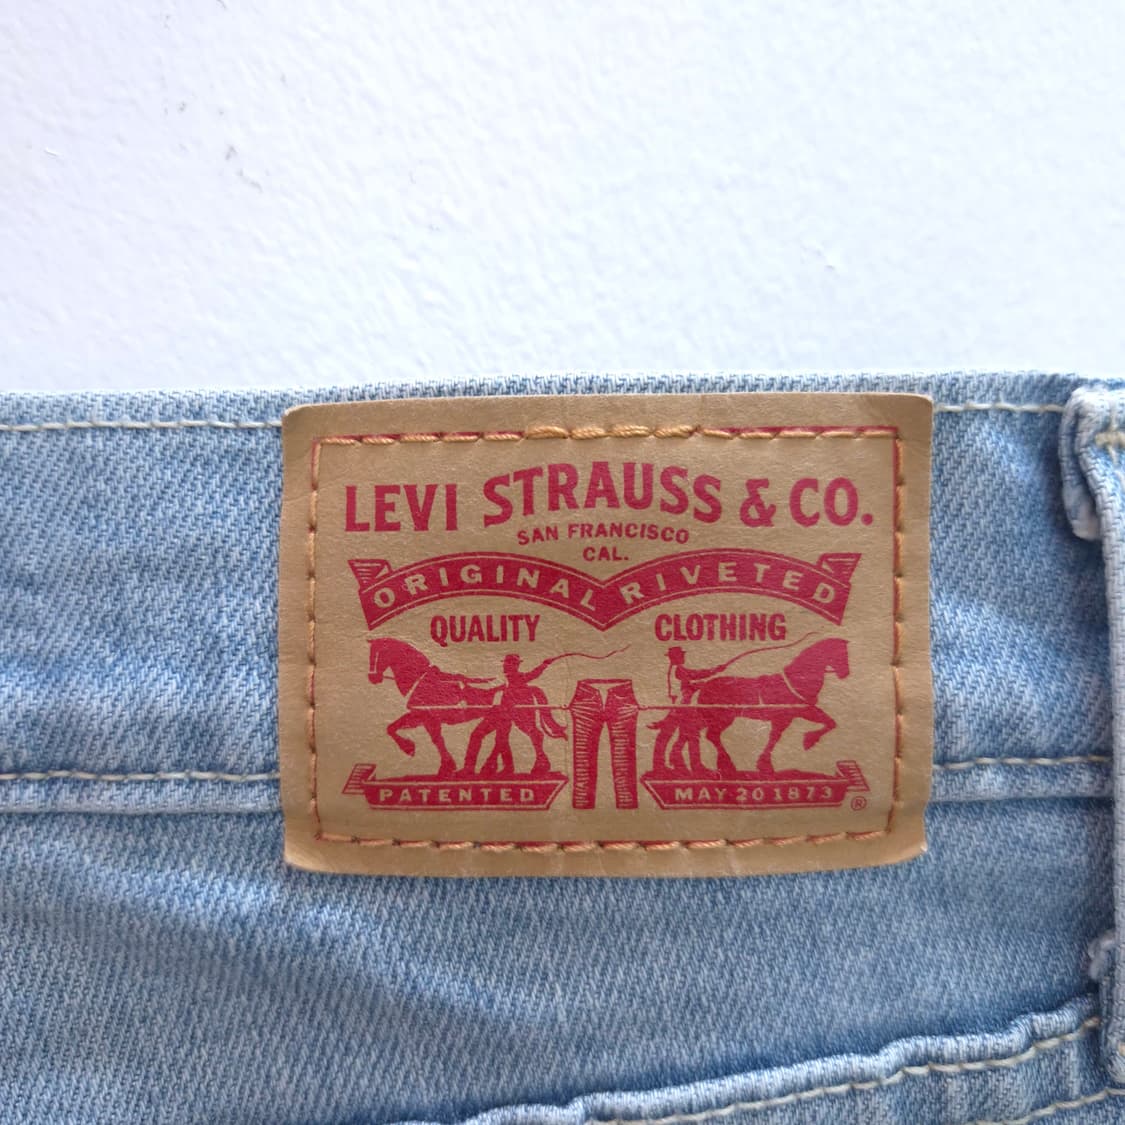 LEVI STRAUSS & CO.
SAN FRANCISCO
CAL.
ORIGINAL RIVETED
QUALITY CLOTHING
PATENTED MAY 20 1873 ®